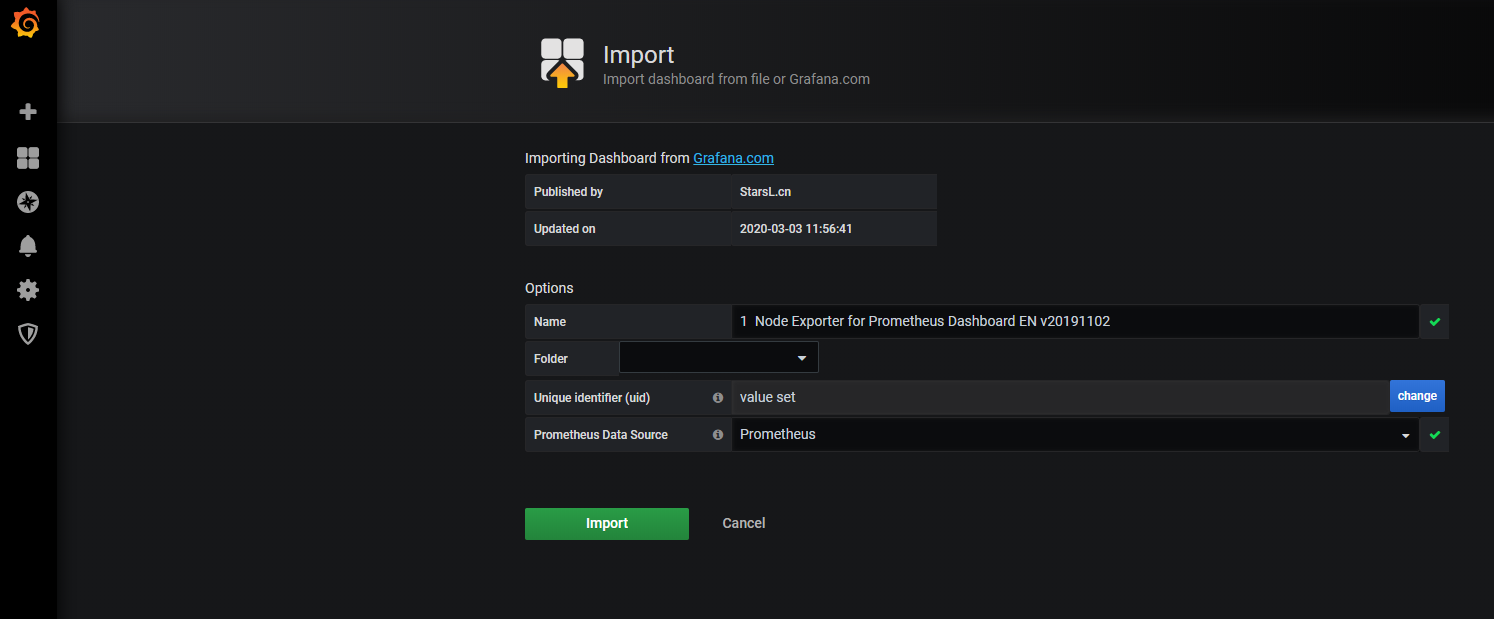 Import
Import dashboard from file or Grafana.com
Importing Dashboard from Grafana.com
Published by StarsL.cn
Updated on 2020-03-03 11:56:41
Options
Name 1 Node Exporter for Prometheus Dashboard EN v20191102
Folder
Unique identifier (uid) value set change
Prometheus Data Source Prometheus
Import Cancel